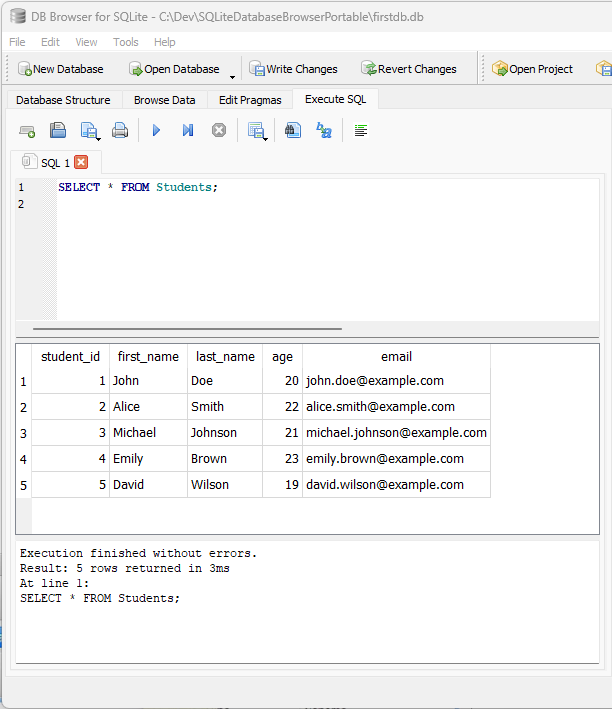 DB Browser for SQLite - C:\Dev\SQLiteDatabaseBrowserPortable\firstdb.db
File Edit View Tools Help
New Database Open Database Write Changes Revert Changes Open Project
Database Structure Browse Data Edit Pragmas Execute SQL
SQL 1
1 SELECT * FROM Students;
2
student_id first_name last_name age email
1 1 John Doe 20 john.doe@example.com
2 2 Alice Smith 22 alice.smith@example.com
3 3 Michael Johnson 21 michael.johnson@example.com
4 4 Emily Brown 23 emily.brown@example.com
5 5 David Wilson 19 david.wilson@example.com
Execution finished without errors.
Result: 5 rows returned in 3ms
At line 1:
SELECT * FROM Students;